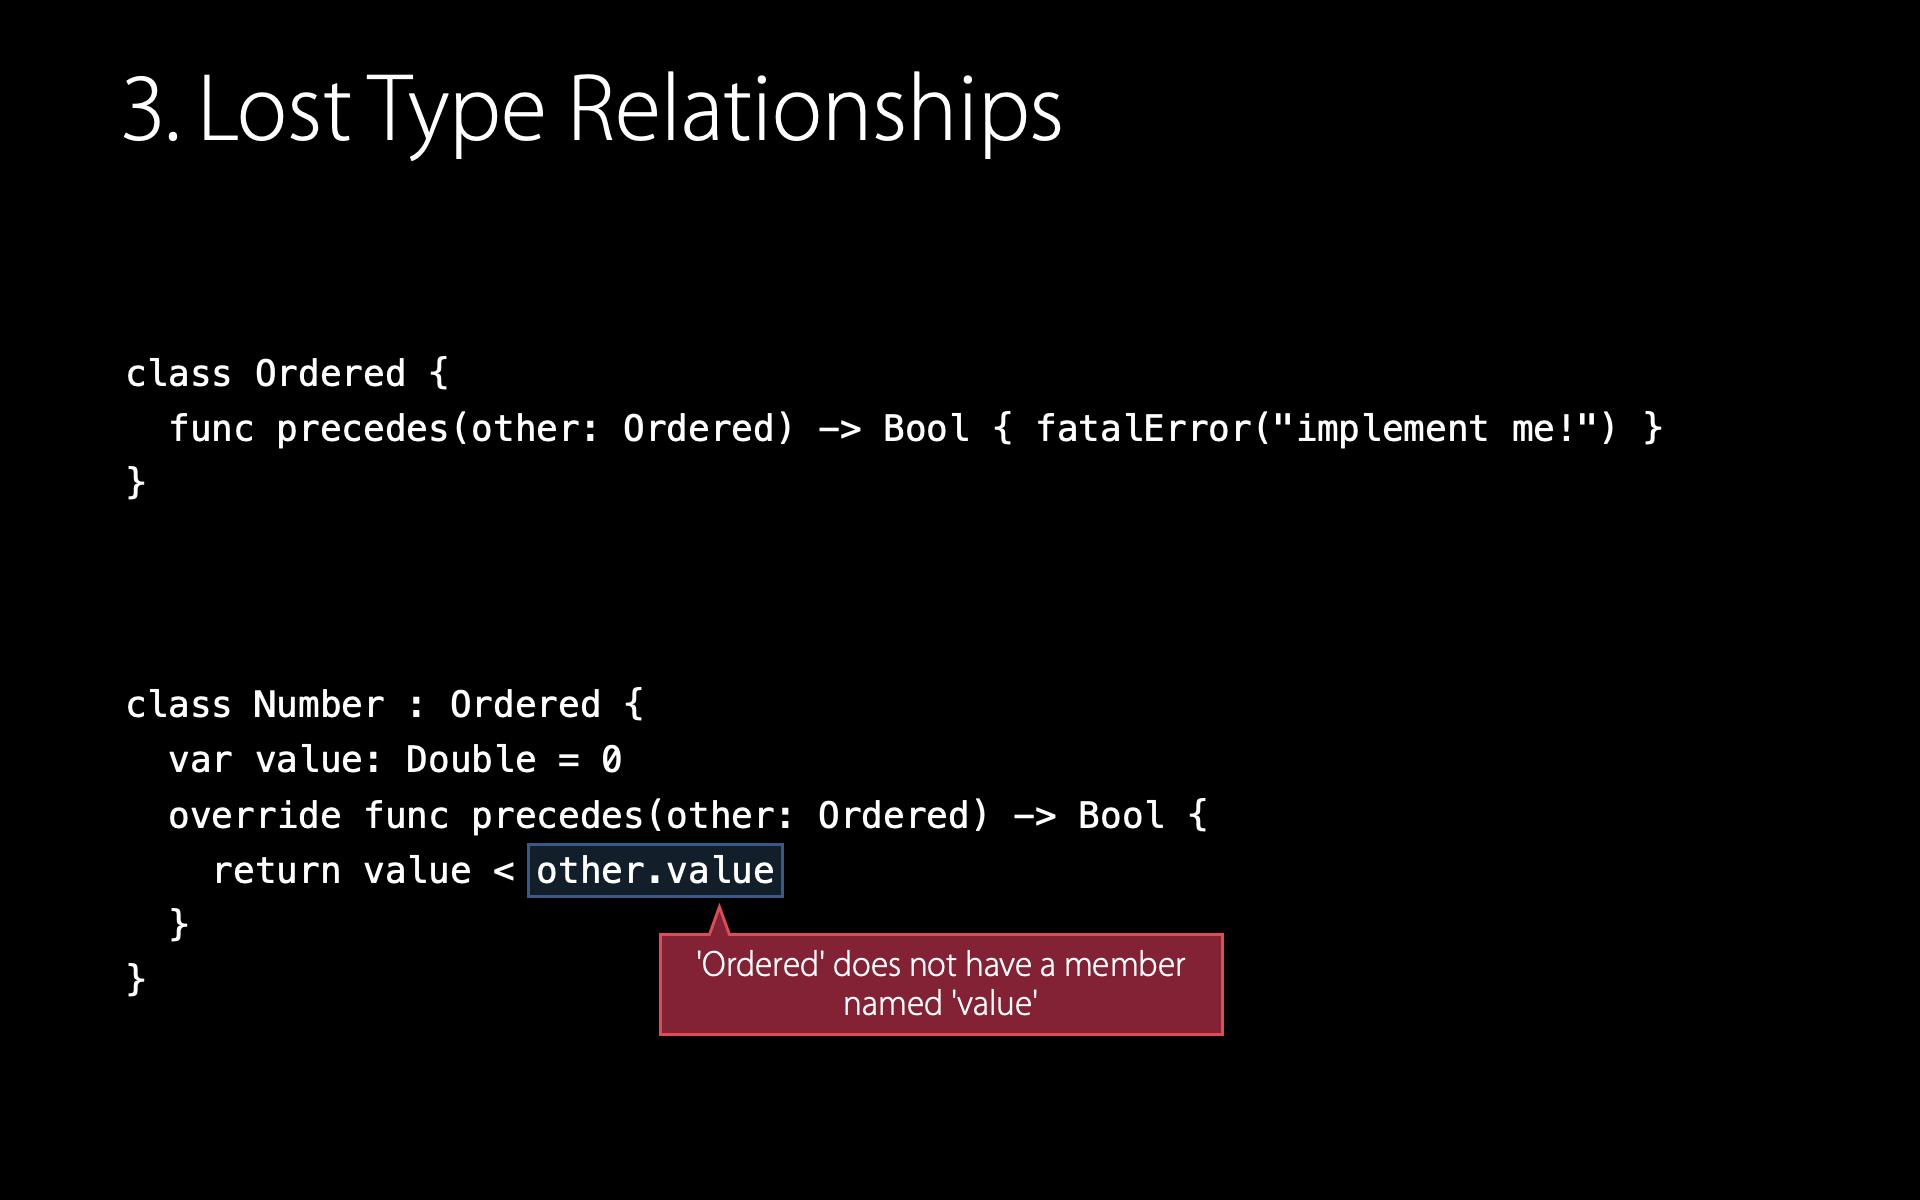 3. Lost Type Relationships
class Ordered {
  func precedes(other: Ordered) -> Bool { fatalError("implement me!") }
}
class Number : Ordered {
  var value: Double = 0
  override func precedes(other: Ordered) -> Bool {
    return value < other.value
  }
}
'Ordered' does not have a member
named 'value'